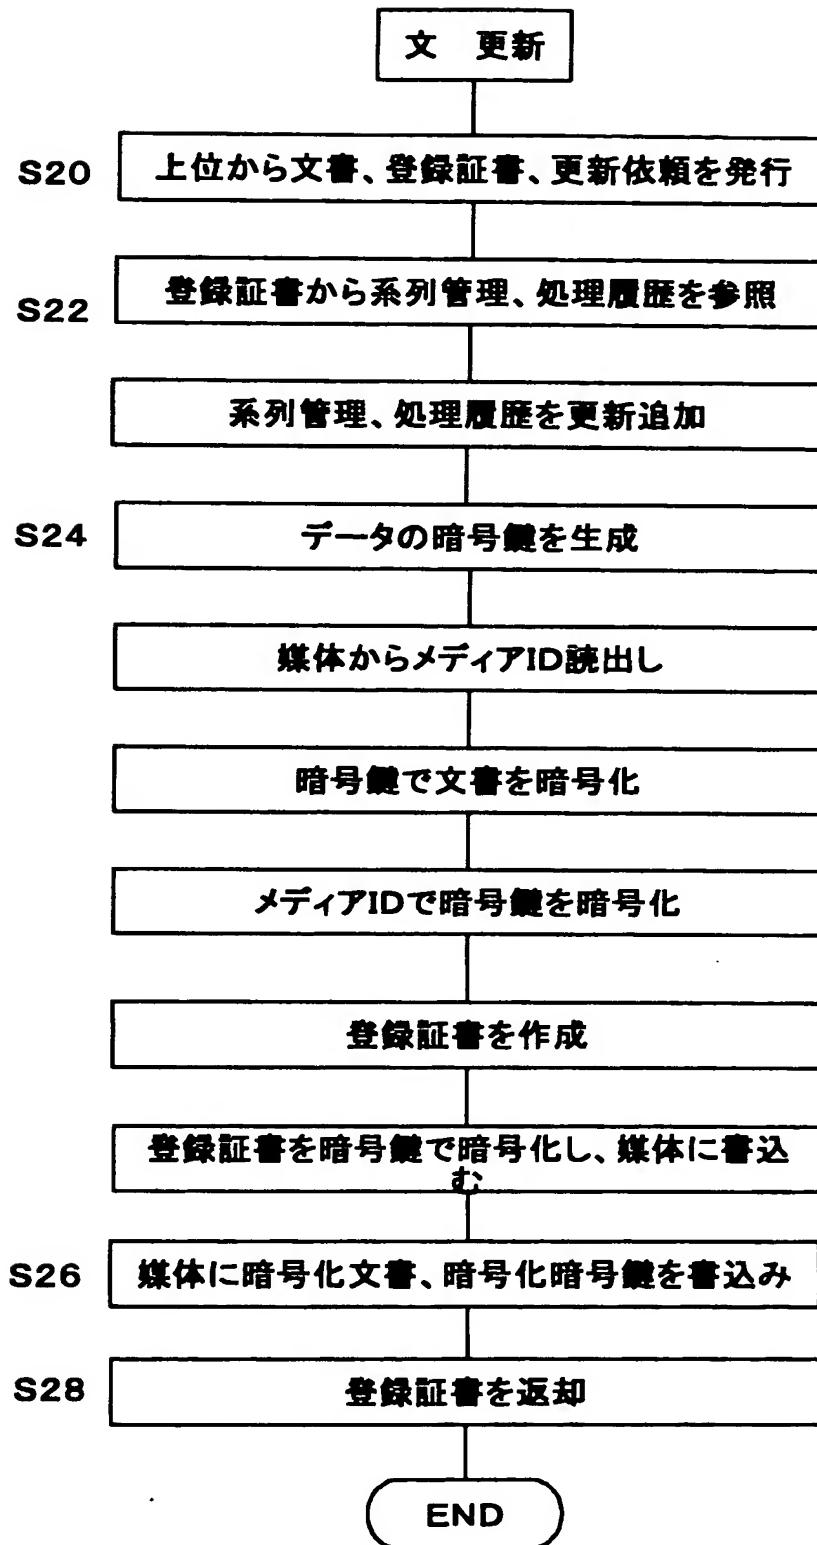 文 更新
S20 上位から文書、登録証書、更新依頼を発行
S22 登録証書から系列管理、処理履歴を参照
系列管理、処理履歴を更新追加
S24 データの暗号鍵を生成
媒体からメディアID読出し
暗号鍵で文書を暗号化
メディアIDで暗号鍵を暗号化
登録証書を作成
登録証書を暗号鍵で暗号化し、媒体に書込
む
S26 媒体に暗号化文書、暗号化暗号鍵を書込み
S28 登録証書を返却
END